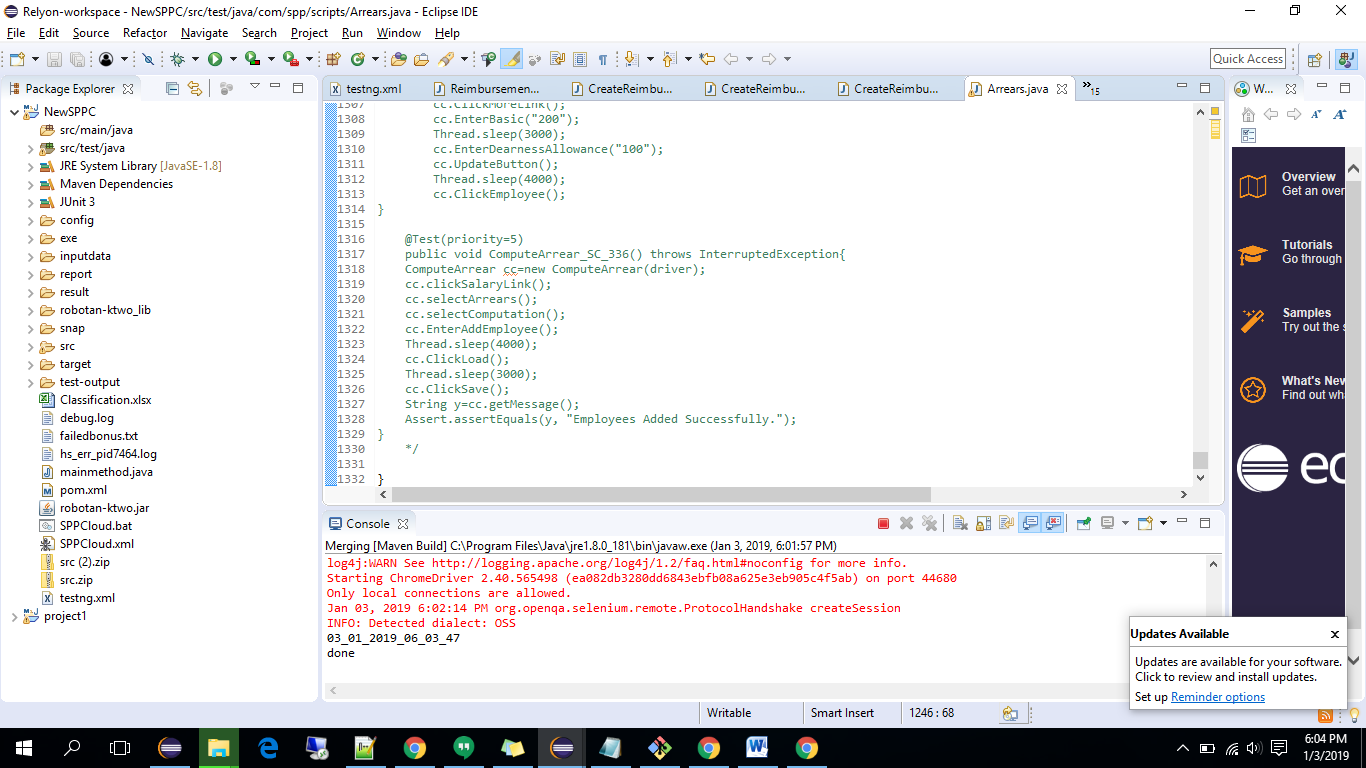 Relyon-workspace - NewSPPC/src/test/java/com/spp/scripts/Arrears.java - Eclipse IDE
File Edit Source Refactor Navigate Search Project Run Window Help
Quick Access
Package Explorer
NewSPPC
src/main/java
src/test/java
JRE System Library [JavaSE-1.8]
Maven Dependencies
JUnit 3
config
exe
inputdata
report
result
robotan-ktwo_lib
snap
src
target
test-output
Classification.xlsx
debug.log
failedbonus.txt
hs_err_pid7464.log
mainmethod.java
pom.xml
robotan-ktwo.jar
SPPCloud.bat
SPPCloud.xml
src (2).zip
src.zip
testng.xml
project1
testng.xml Reimbursemen... CreateReimbu... CreateReimbu... CreateReimbu... Arrears.java »15
1307 cc.ClickMoreLink();
1308 cc.EnterBasic("200");
1309 Thread.sleep(3000);
1310 cc.EnterDearnessAllowance("100");
1311 cc.UpdateButton();
1312 Thread.sleep(4000);
1313 cc.ClickEmployee();
1314 }
1315
1316 @Test(priority=5)
1317 public void ComputeArrear_SC_336() throws InterruptedException{
1318 ComputeArrear cc=new ComputeArrear(driver);
1319 cc.clickSalaryLink();
1320 cc.selectArrears();
1321 cc.selectComputation();
1322 cc.EnterAddEmployee();
1323 Thread.sleep(4000);
1324 cc.ClickLoad();
1325 Thread.sleep(3000);
1326 cc.ClickSave();
1327 String y=cc.getMessage();
1328 Assert.assertEquals(y, "Employees Added Successfully.");
1329 }
1330 */
1331
1332 }
W...
Overview
Get an over
Tutorials
Go through
Samples
Try out the s
What's New
Find out wha
ec
Console
Merging [Maven Build] C:\Program Files\Java\jre1.8.0_181\bin\javaw.exe (Jan 3, 2019, 6:01:57 PM)
log4j:WARN See http://logging.apache.org/log4j/1.2/faq.html#noconfig for more info.
Starting ChromeDriver 2.40.565498 (ea082db3280dd6843ebfb08a625e3eb905c4f5ab) on port 44680
Only local connections are allowed.
Jan 03, 2019 6:02:14 PM org.openqa.selenium.remote.ProtocolHandshake createSession
INFO: Detected dialect: OSS
03_01_2019_06_03_47
done
Updates Available
Updates are available for your software.
Click to review and install updates.
Set up Reminder options
Writable Smart Insert 1246 : 68
6:04 PM
1/3/2019